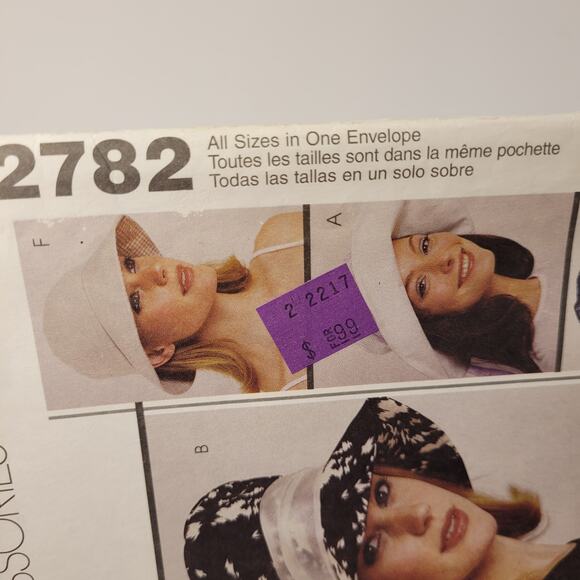 2782
All Sizes in One Envelope
Toutes les tailles sont dans la même pochette
Todas las tallas en un solo sobre
F
A
2 2217
$ FOR 99
B